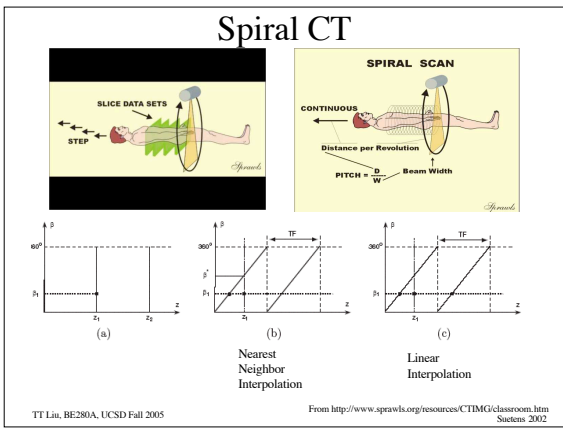 Spiral CT
SLICE DATA SETS
STEP
Sprawls
SPIRAL SCAN
CONTINUOUS
Distance per Revolution
PITCH = D
W
Beam Width
Sprawls
β
60°
β1
z1
z2
z
(a)
β
360°
TF
β1
z1
z
(b)
β
360°
TF
β1
z1
z
(c)
Nearest
Neighbor
Interpolation
Linear
Interpolation
TT Liu, BE280A, UCSD Fall 2005
From http://www.sprawls.org/resources/CTIMG/classroom.htm
Suetens 2002